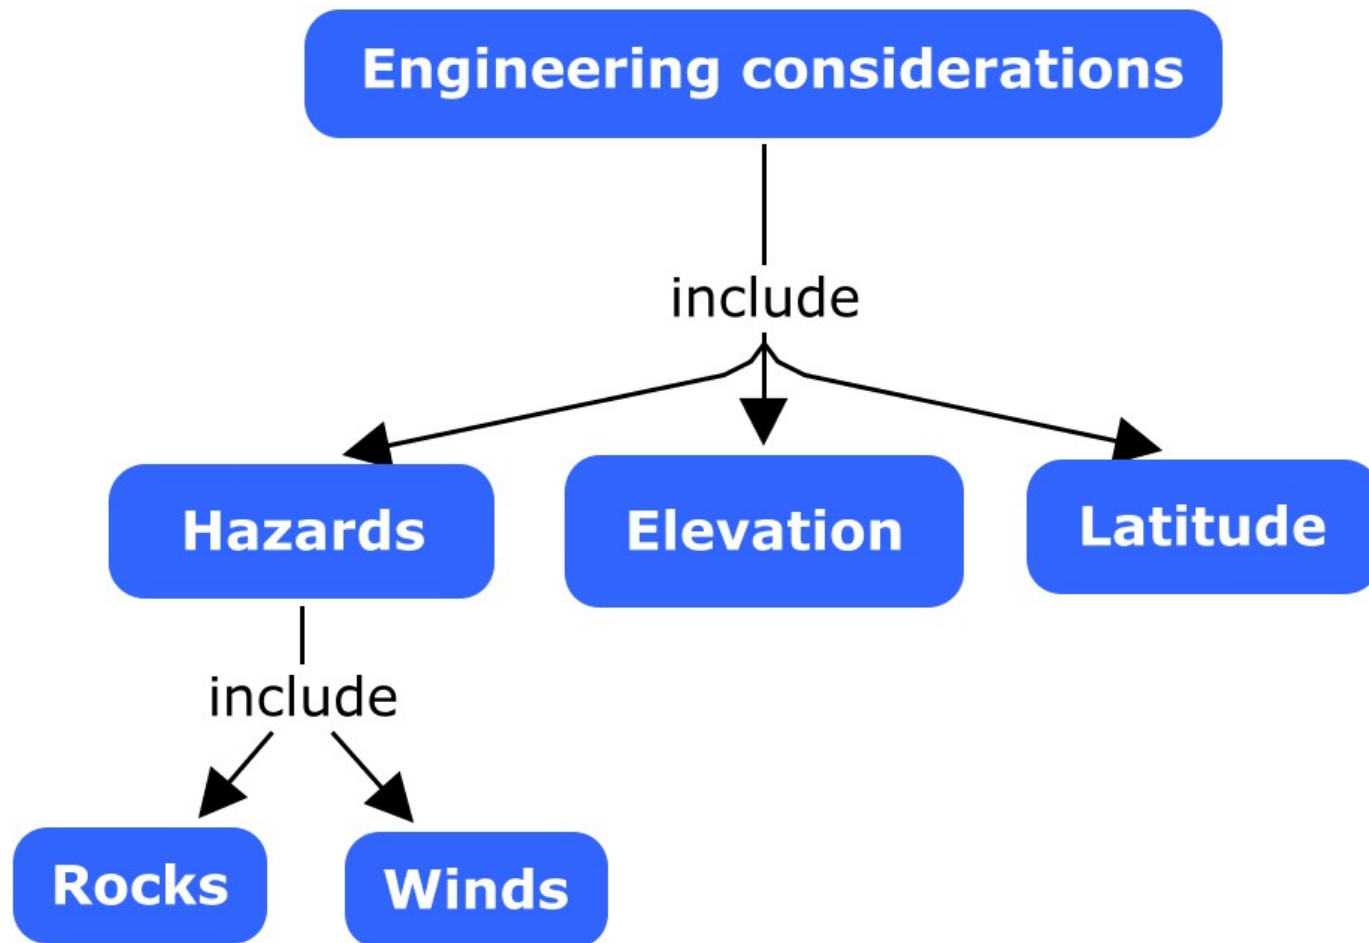 Engineering considerations
include
Hazards
Elevation
Latitude
include
Rocks
Winds